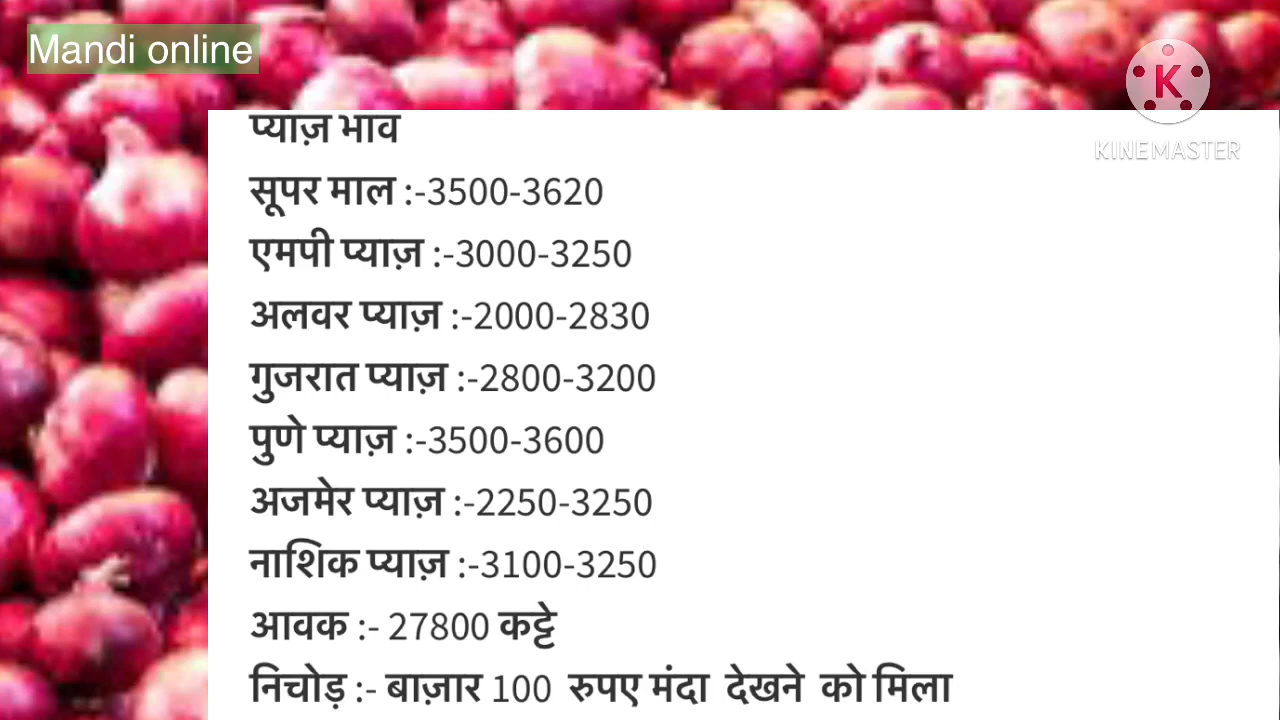 Mandi online
KINEMASTER
प्याज़ भाव
सूपर माल :-3500-3620
एमपी प्याज़ :-3000-3250
अलवर प्याज़ :-2000-2830
गुजरात प्याज़ :-2800-3200
पुणे प्याज़ :-3500-3600
अजमेर प्याज़ :-2250-3250
नाशिक प्याज़ :-3100-3250
आवक :- 27800 कट्टे
निचोड़ :- बाज़ार 100 रुपए मंदा देखने को मिला